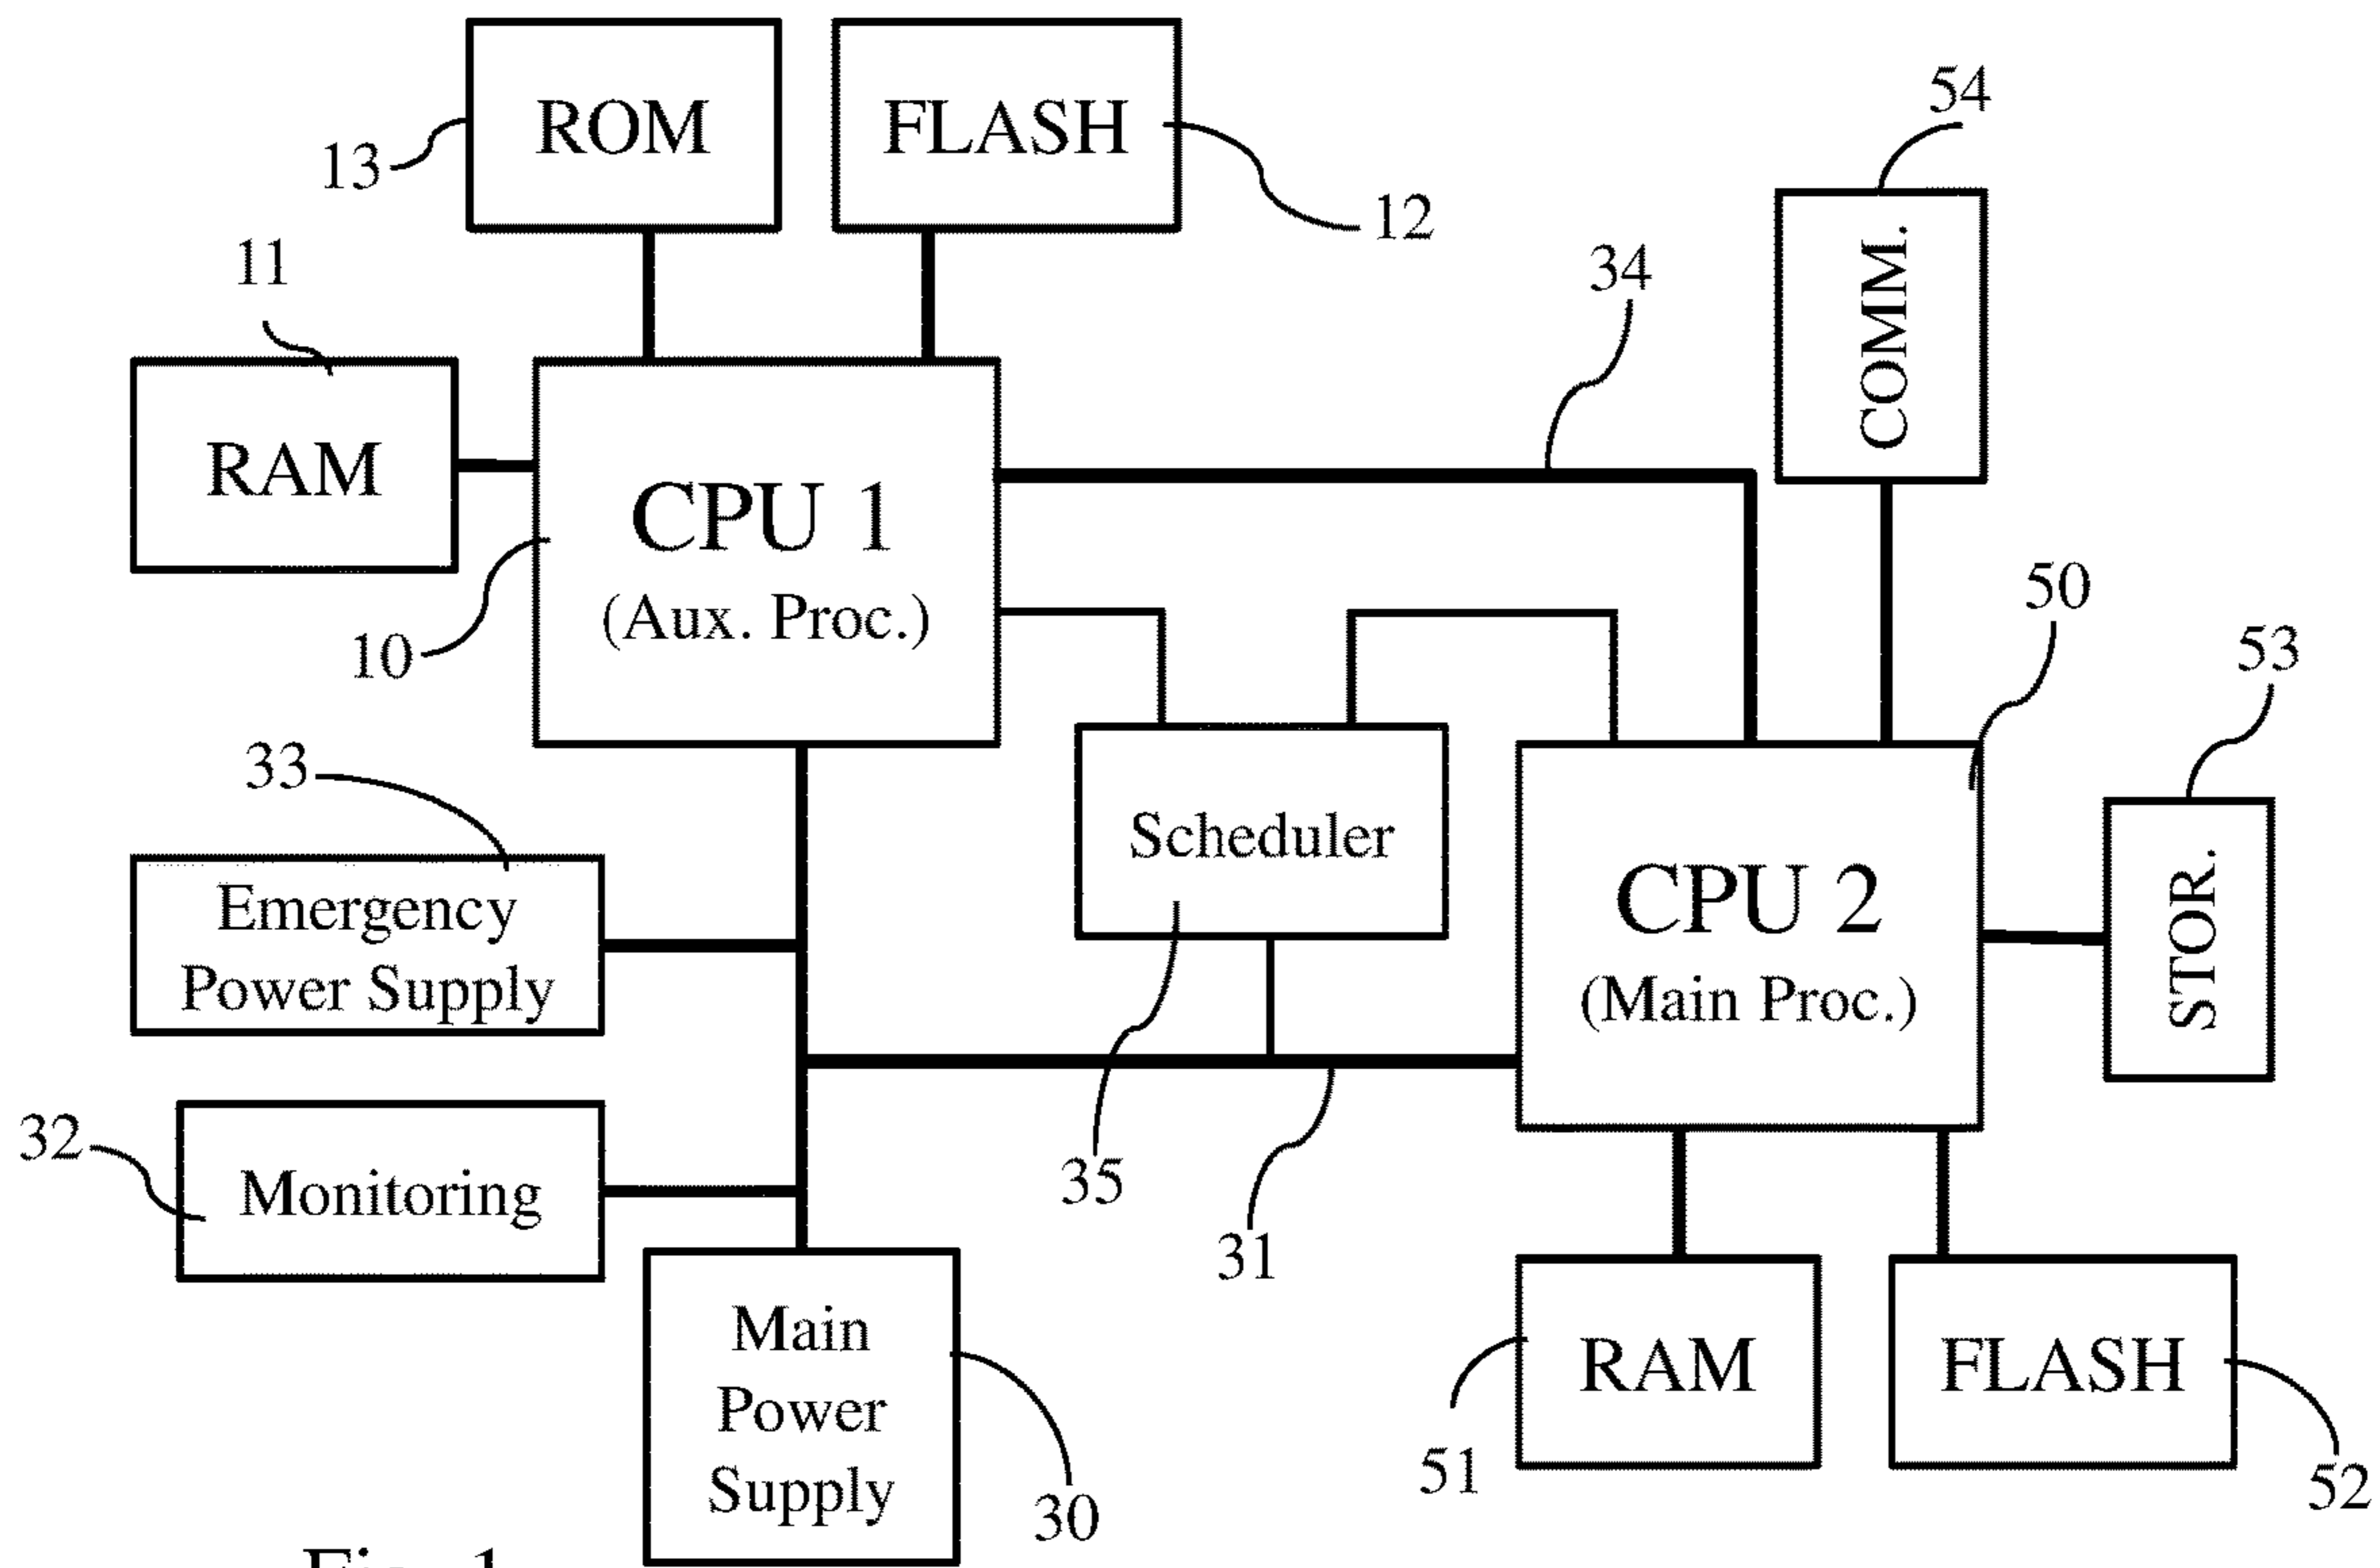 ROM
FLASH
54
13
12
COMM.
11
34
RAM
CPU 1
(Aux. Proc.)
10
50
53
33
Scheduler
Emergency
Power Supply
CPU 2
(Main Proc.)
STOR.
32
Monitoring
35
31
Main
Power
Supply
30
RAM
FLASH
51
52
Fig. 1